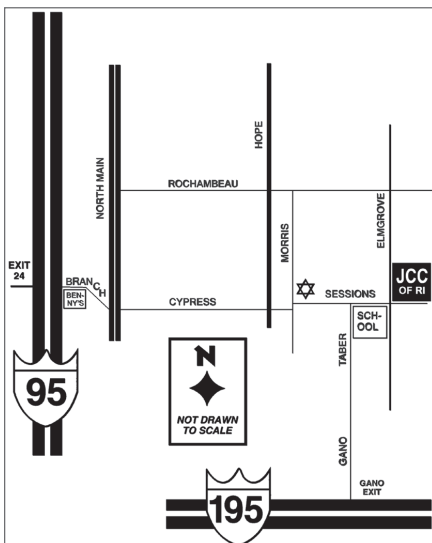 HOPE
NORTH MAIN
ROCHAMBEAU
ELMGROVE
MORRIS
EXIT
24
BRANCH
BEN-
NY'S
JCC
OF RI
SESSIONS
CYPRESS
SCH-
OOL
TABER
N
NOT DRAWN
TO SCALE
95
GANO
GANO
EXIT
195